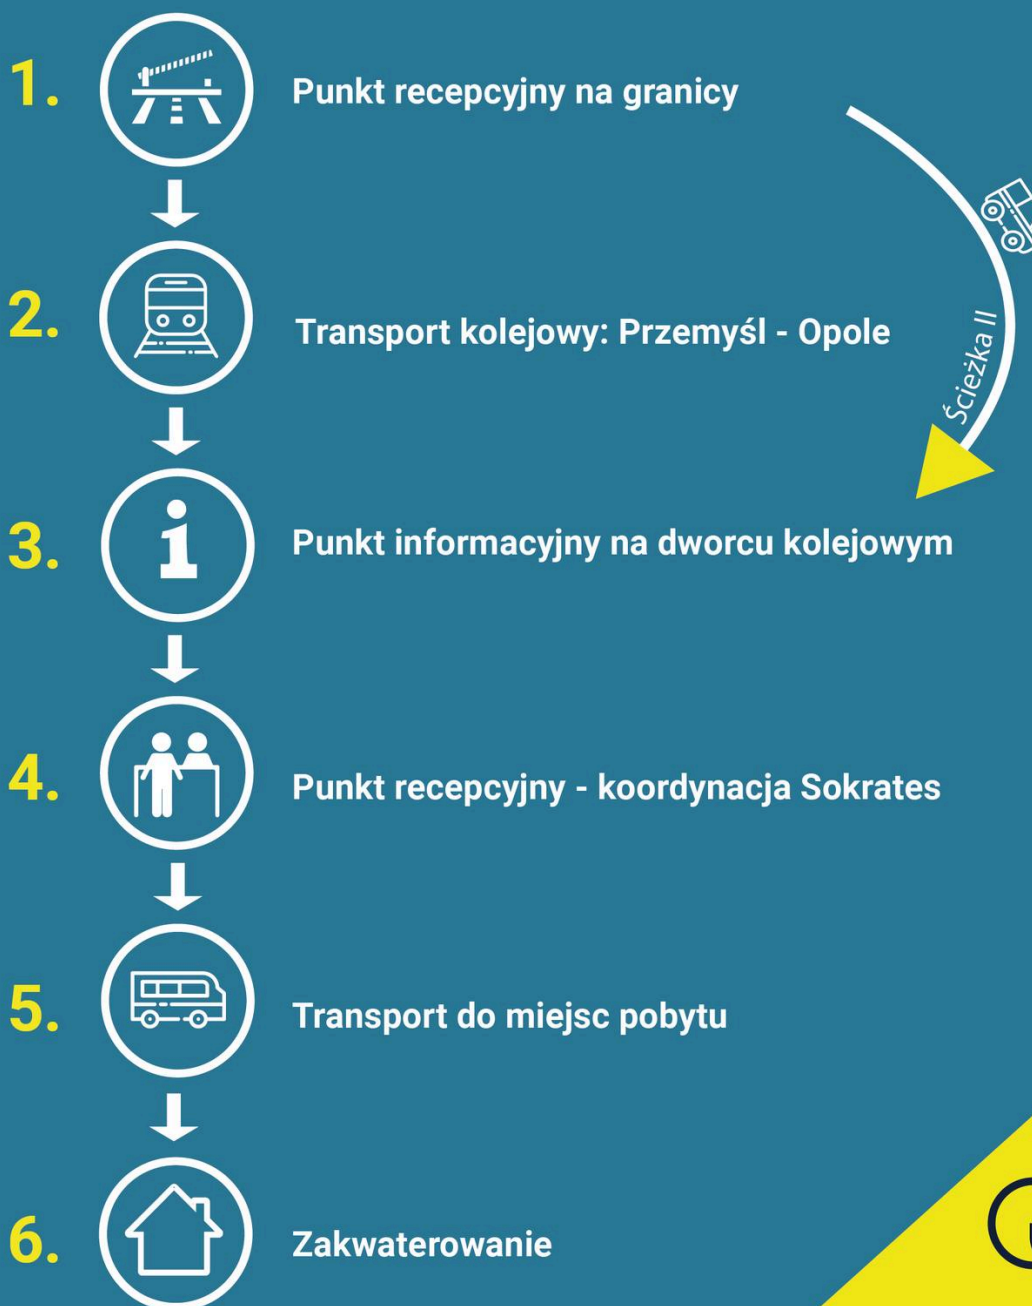 1. Punkt recepcyjny na granicy
2. Transport kolejowy: Przemyśl - Opole
Ścieżka II
3. Punkt informacyjny na dworcu kolejowym
4. Punkt recepcyjny - koordynacja Sokrates
5. Transport do miejsc pobytu
6. Zakwaterowanie